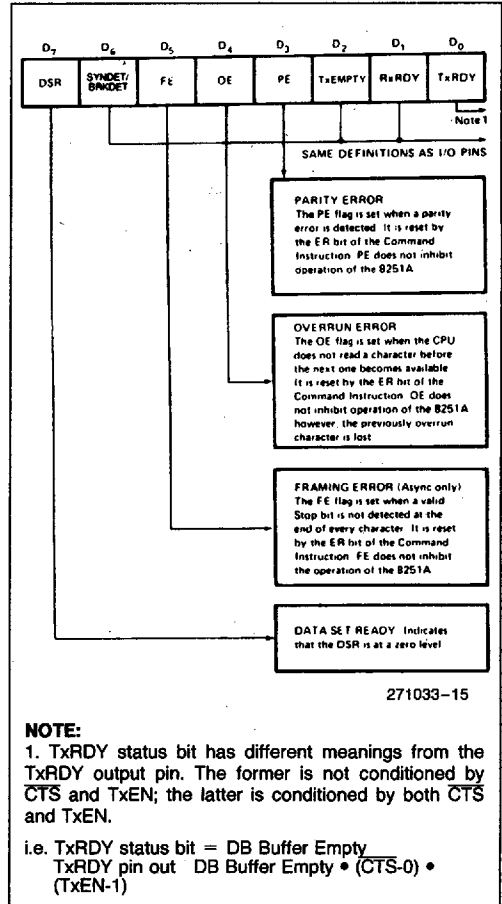 D7 D6 D5 D4 D3 D2 D1 D0
DSR SYNDET/ FE OE PE TxEMPTY RxRDY TxRDY
BRKDET
Note 1
SAME DEFINITIONS AS I/O PINS
PARITY ERROR
The PE flag is set when a parity
error is detected It is reset by
the ER bit of the Command
Instruction PE does not inhibit
operation of the 8251A
OVERRUN ERROR
The OE flag is set when the CPU
does not read a character before
the next one becomes available
It is reset by the ER bit of the
Command Instruction OE does
not inhibit operation of the 8251A
however, the previously overrun
character is lost
FRAMING ERROR (Async only)
The FE flag is set when a valid
Stop bit is not detected at the
end of every character It is reset
by the ER bit of the Command
Instruction FE does not inhibit
the operation of the 8251A
DATA SET READY Indicates
that the DSR is at a zero level
271033-15
NOTE:
1. TxRDY status bit has different meanings from the
TxRDY output pin. The former is not conditioned by
C̅T̅S̅ and TxEN; the latter is conditioned by both C̅T̅S̅
and TxEN.
i.e. TxRDY status bit = DB Buffer Empty
TxRDY pin out DB Buffer Empty • (C̅T̅S̅-0) •
(TxEN-1)